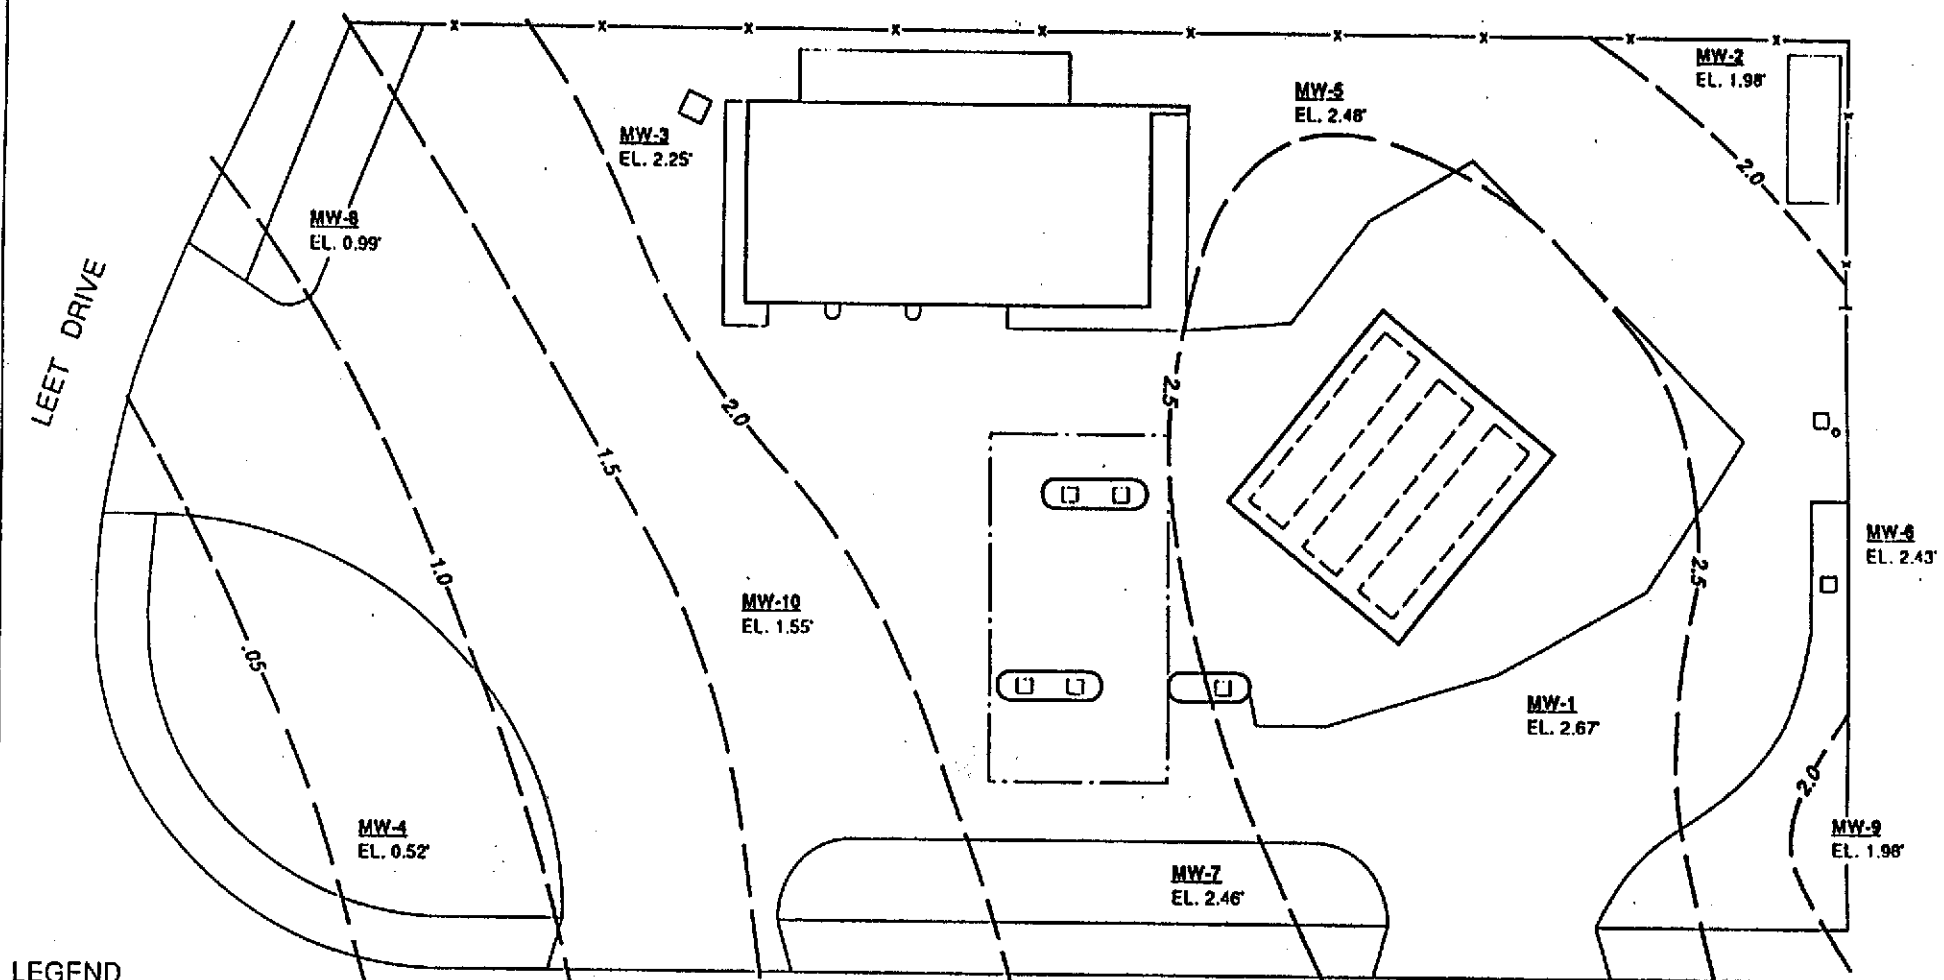 MW-2
EL. 1.98'
MW-5
EL. 2.48'
MW-3
EL. 2.25'
2.0
MW-8
EL. 0.99'
LEET DRIVE
2.5
2.0
1.5
MW-6
EL. 2.43'
1.0
2.5
MW-10
EL. 1.55'
.05
MW-1
EL. 2.67'
2.0
MW-4
EL. 0.52'
MW-9
EL. 1.98'
MW-7
EL. 2.46'
LEGEND